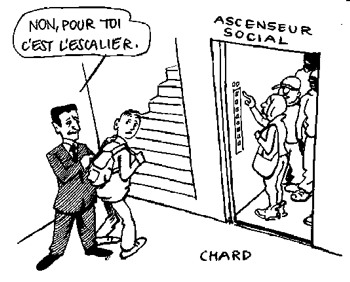 NON, POUR TOI
C'EST L'ESCALIER.
ASCENSEUR
SOCIAL
CHARD